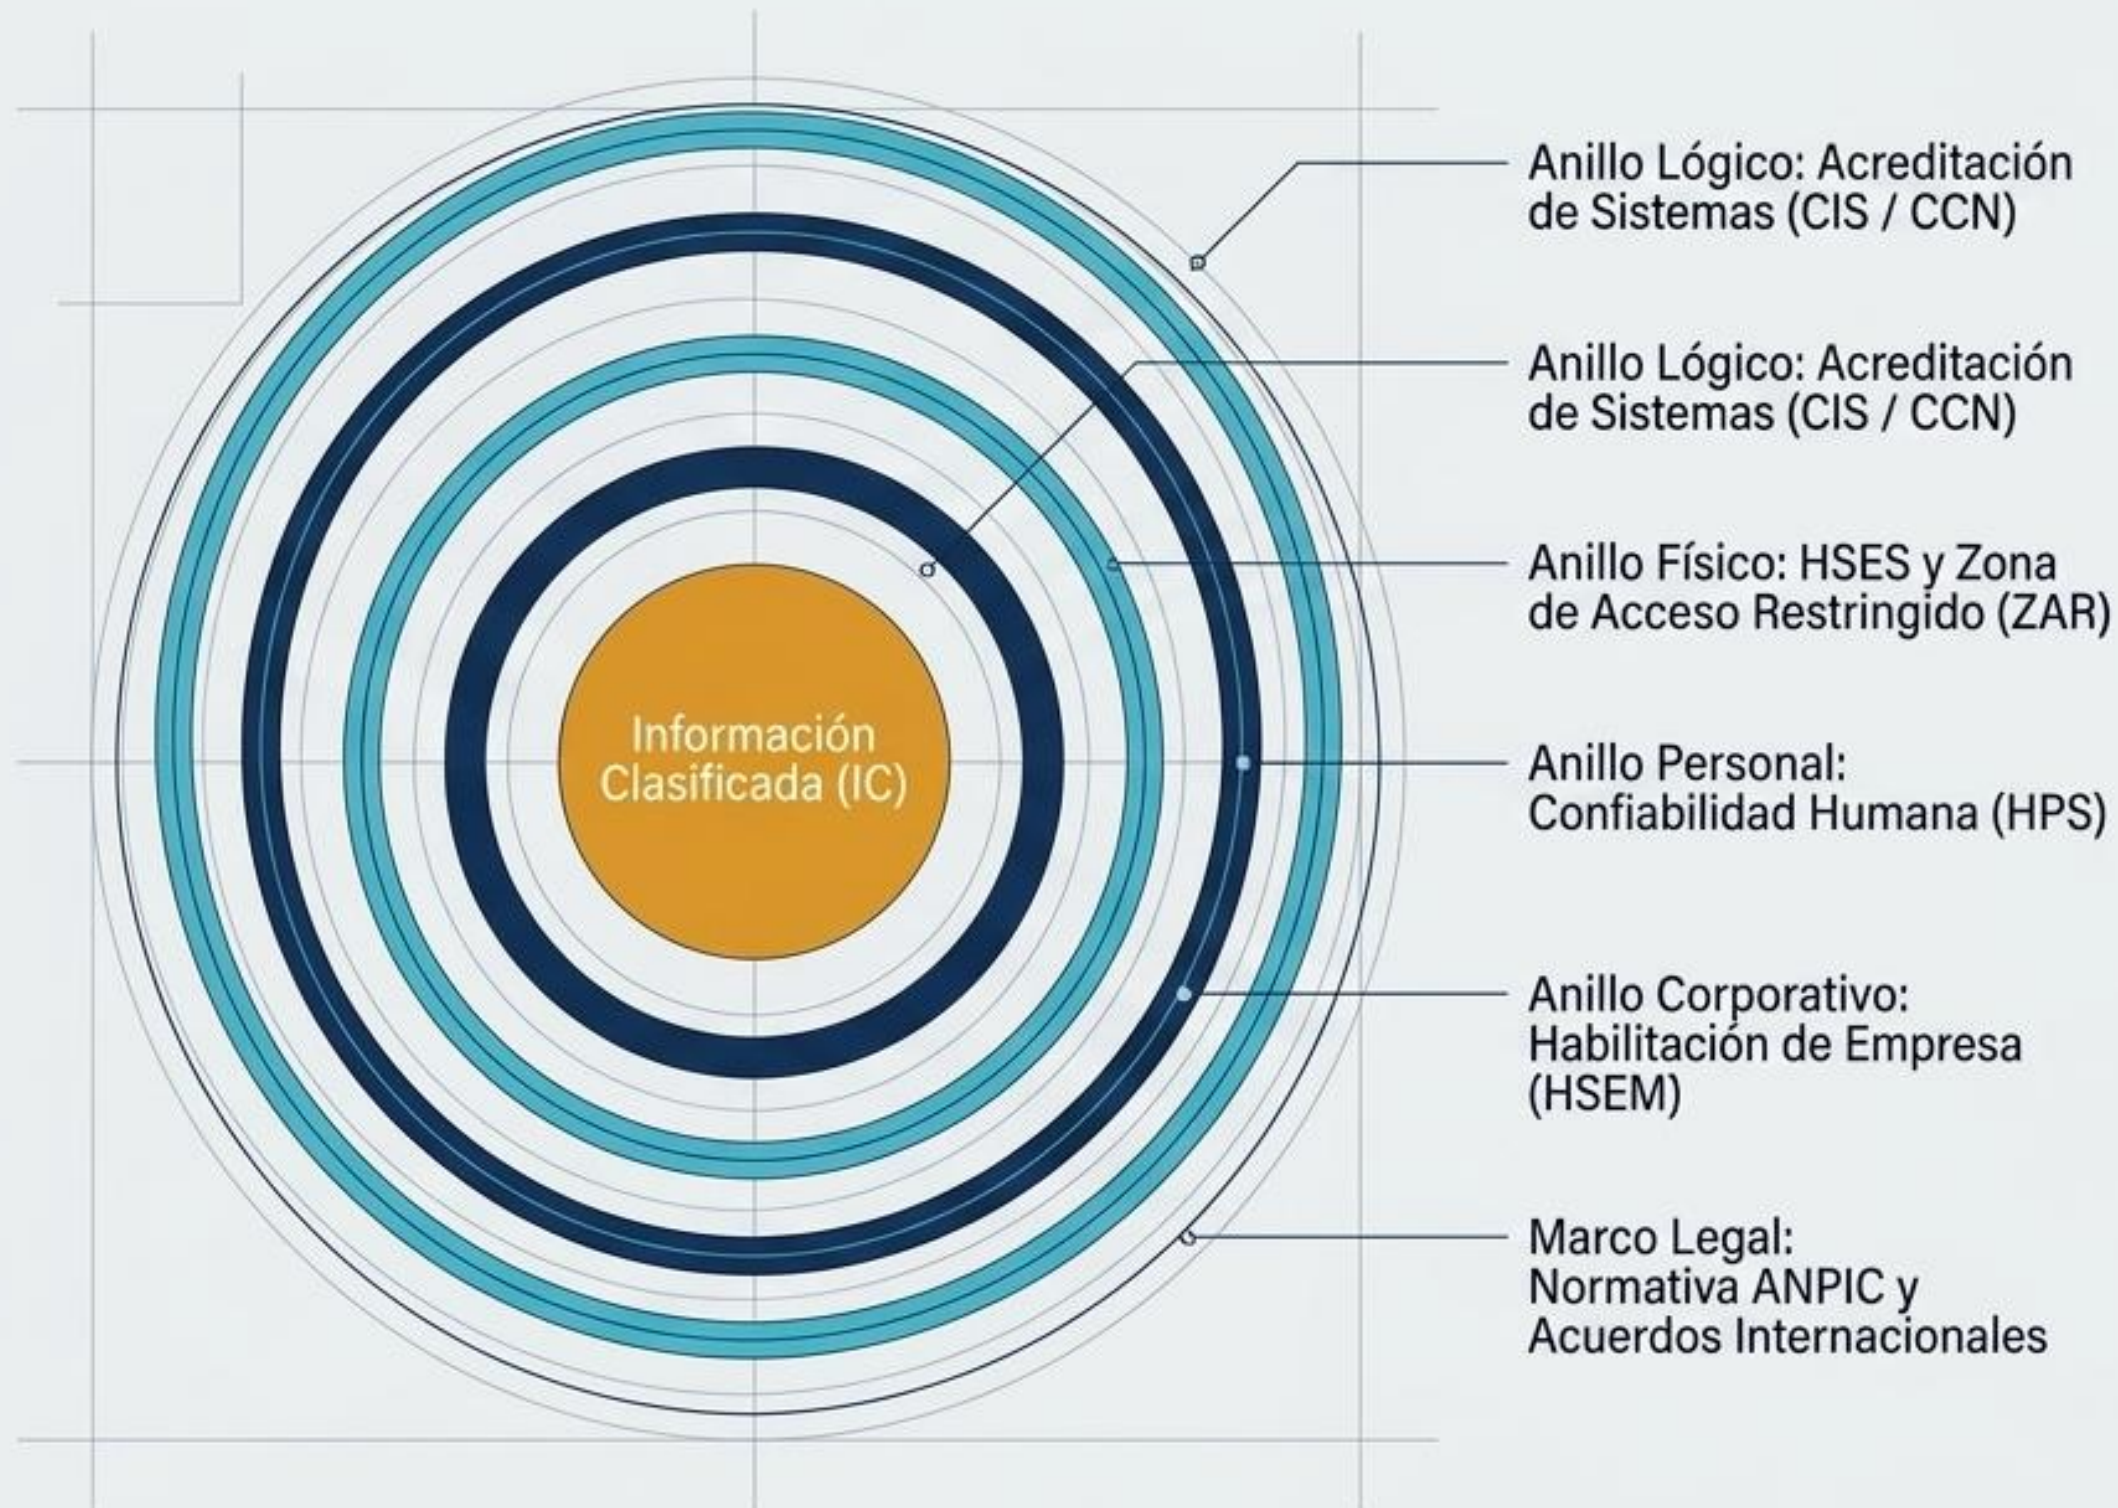 Anillo Lógico: Acreditación
de Sistemas (CIS / CCN)
Anillo Lógico: Acreditación
de Sistemas (CIS / CCN)
Anillo Físico: HSES y Zona
de Acceso Restringido (ZAR)
Información
Clasificada (IC)
Anillo Personal:
Confiabilidad Humana (HPS)
Anillo Corporativo:
Habilitación de Empresa
(HSEM)
Marco Legal:
Normativa ANPIC y
Acuerdos Internacionales